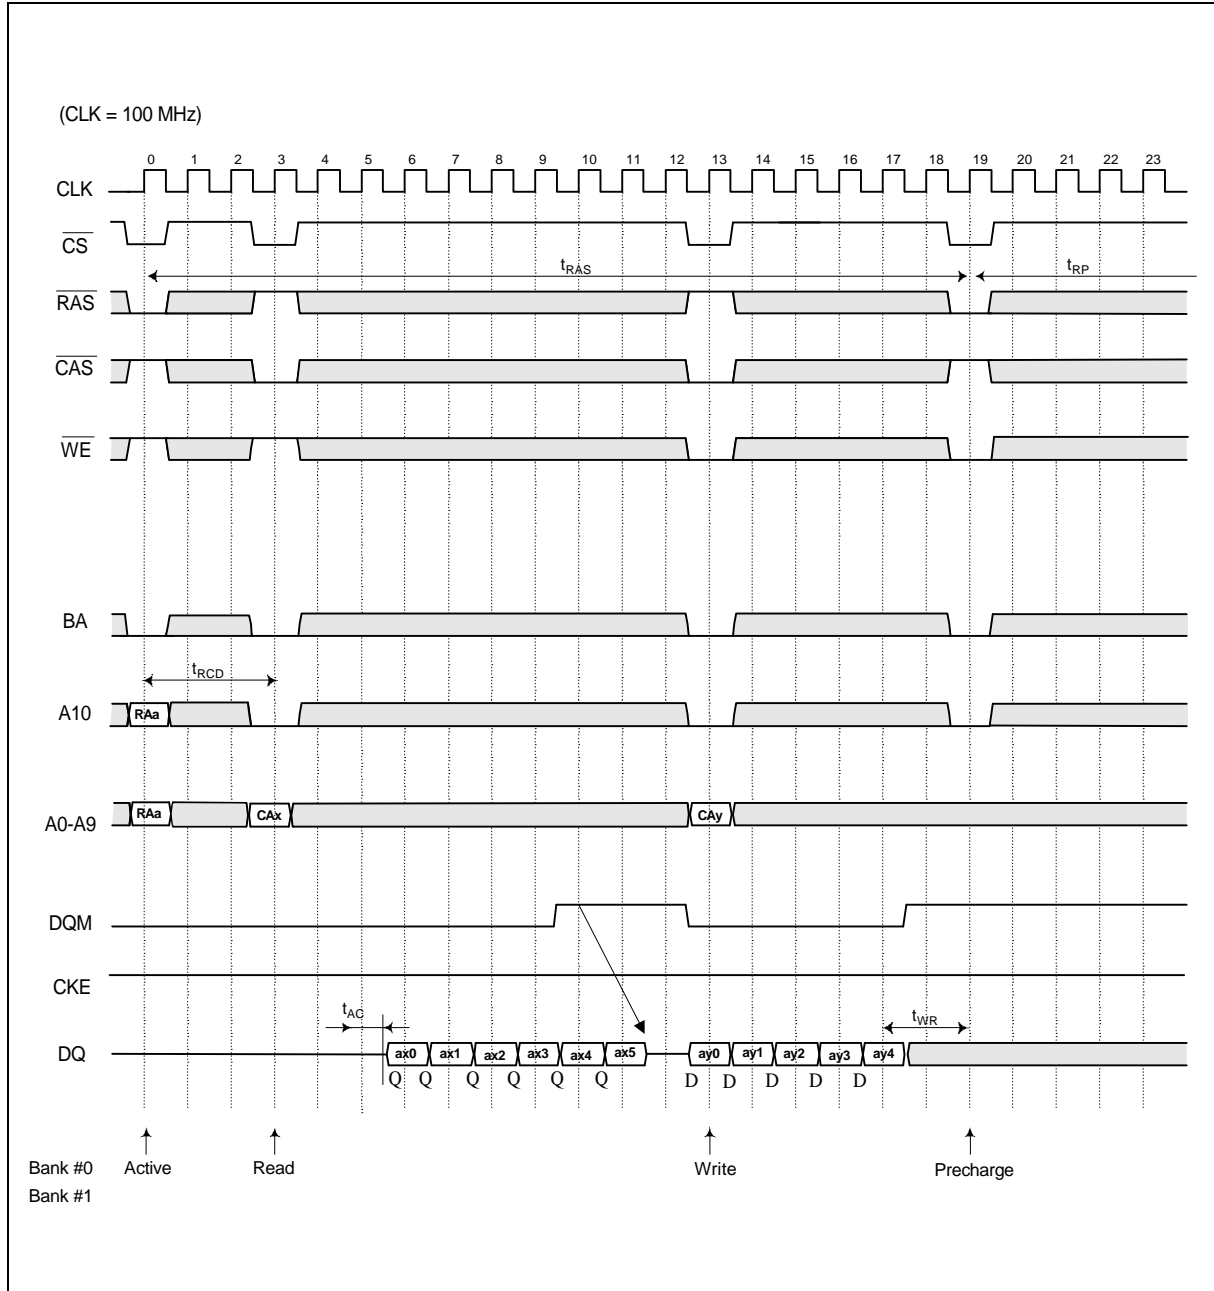 (CLK = 100 MHz)
0 1 2 3 4 5 6 7 8 9 10 11 12 13 14 15 16 17 18 19 20 21 22 23
CLK
CS
tRAS tRP
RAS
CAS
WE
BA
tRCD
A10 RAa
A0-A9 RAa CAx CAy
DQM
CKE
tAC tWR
DQ ax0 ax1 ax2 ax3 ax4 ax5 ay0 ay1 ay2 ay3 ay4
Q Q Q Q Q Q D D D D D
Bank #0 Active Read Write Precharge
Bank #1